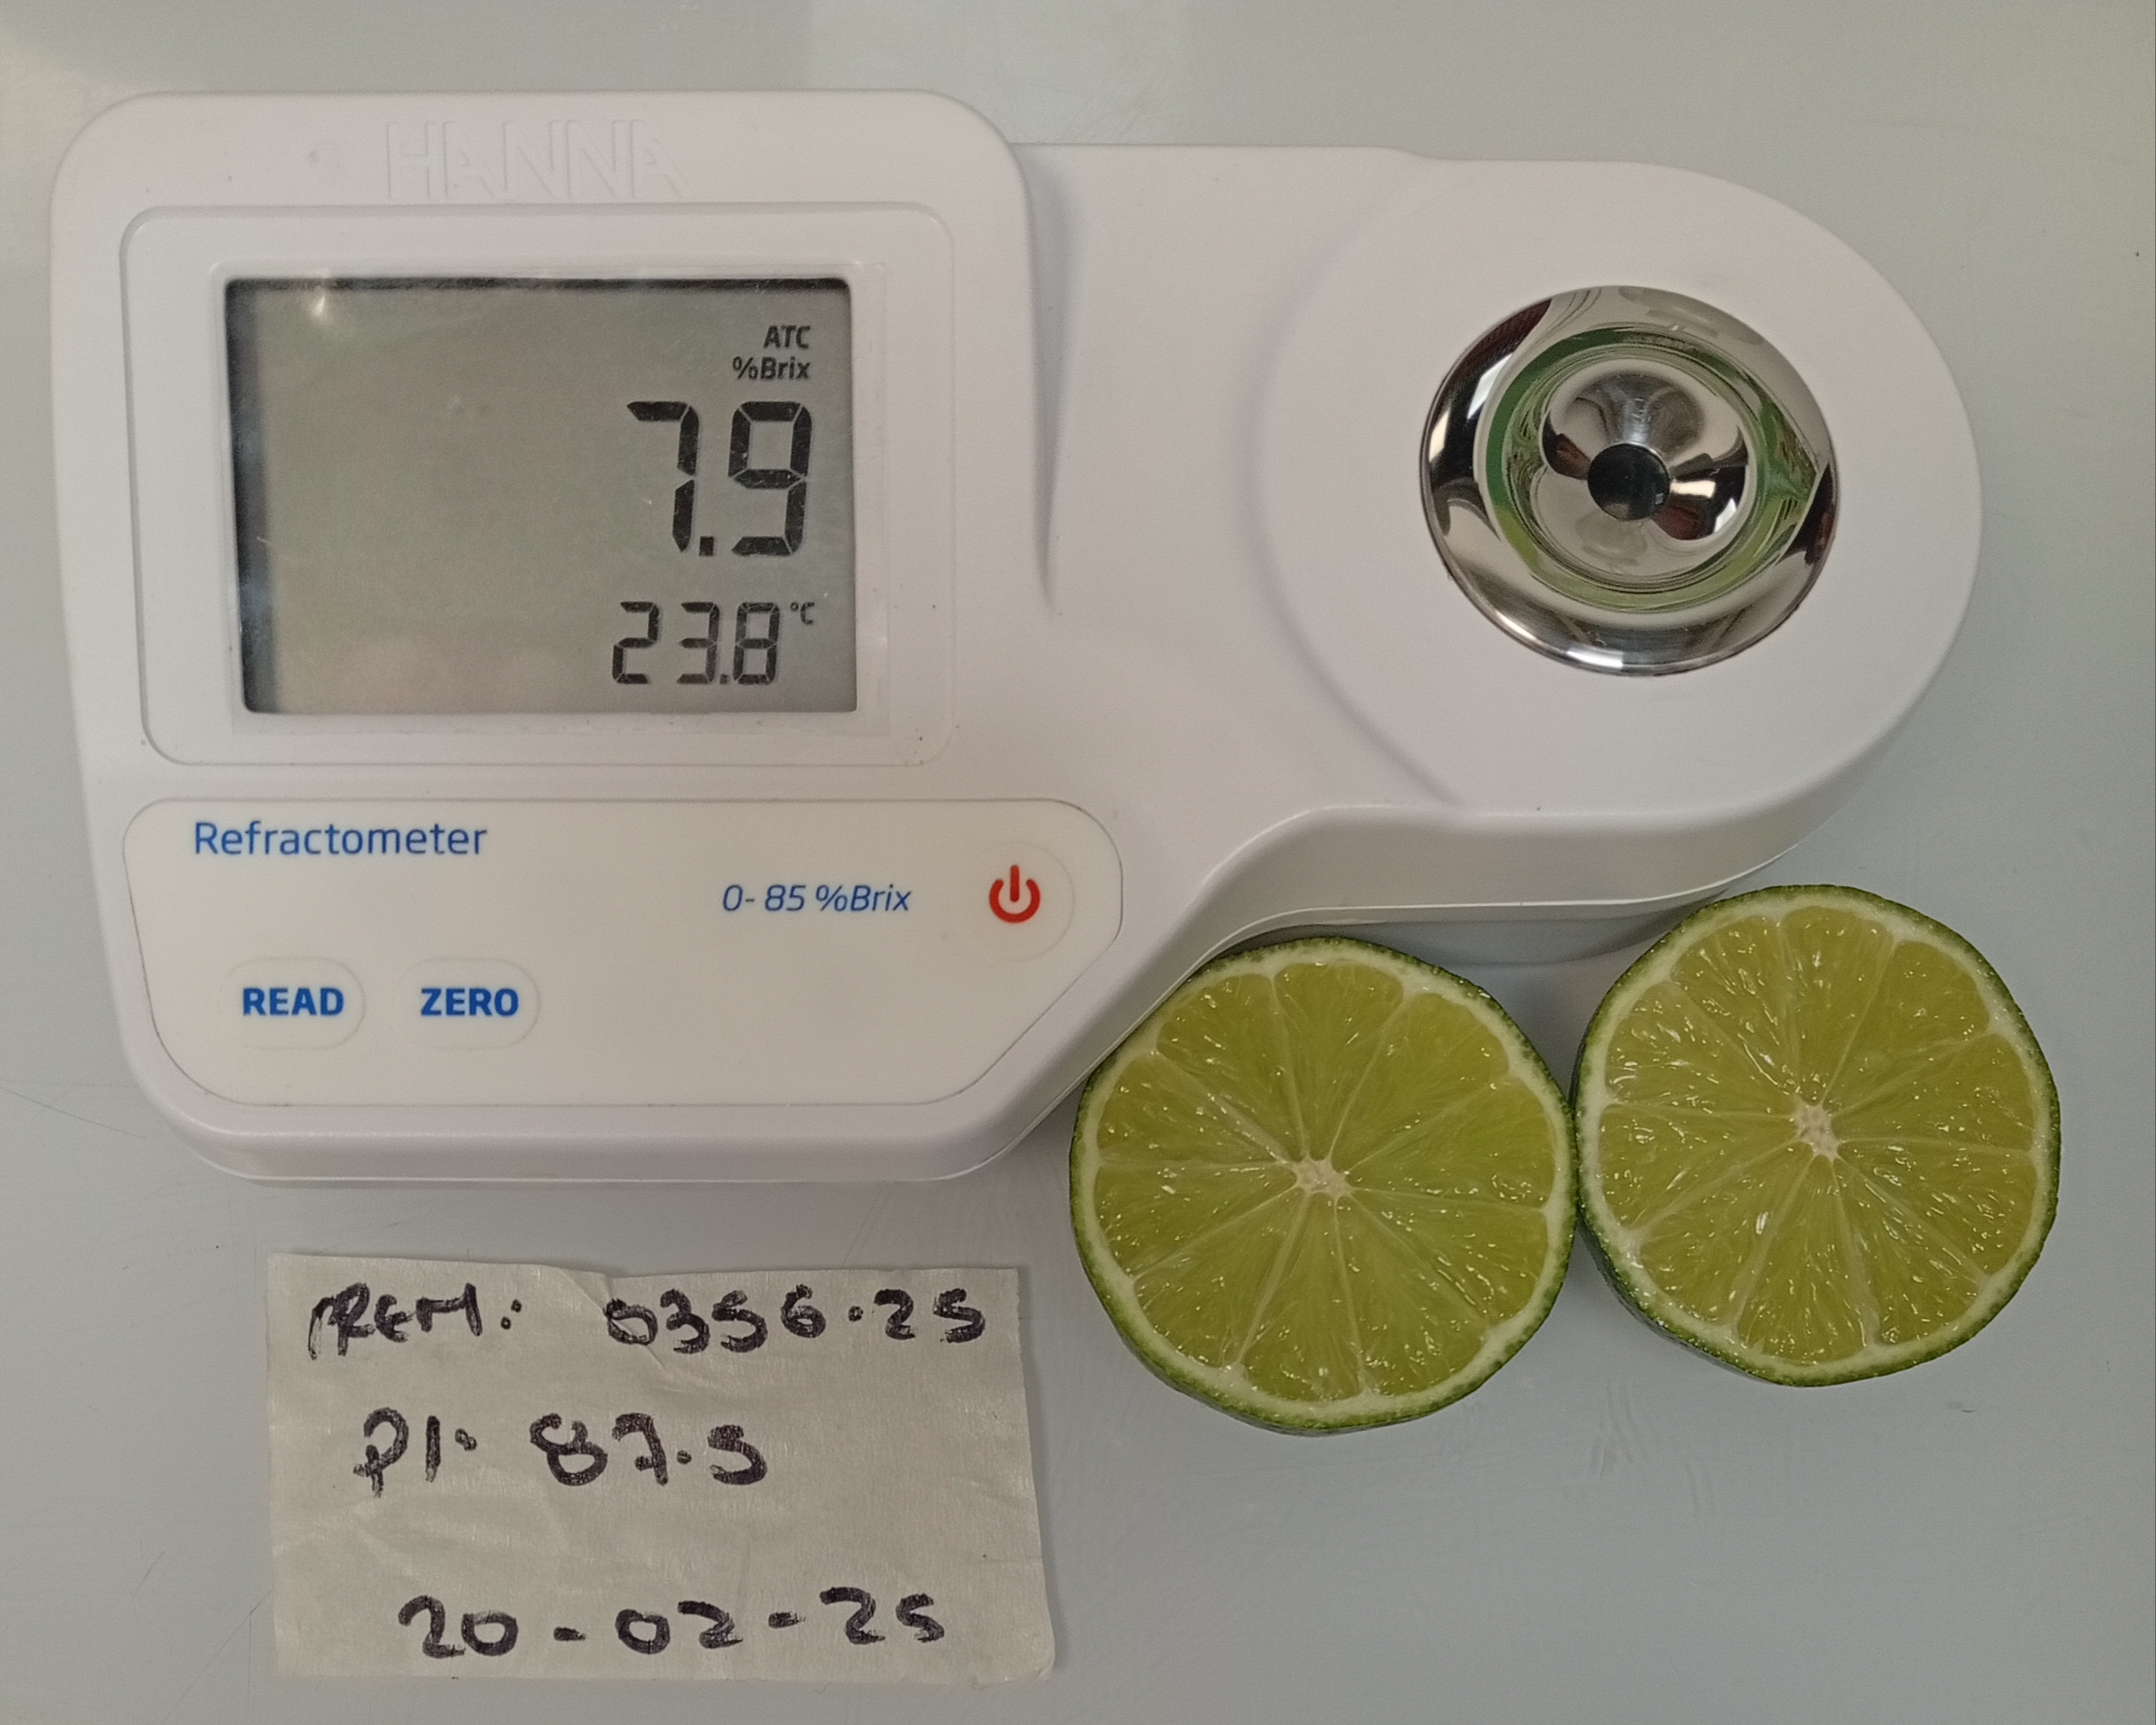 HANNA
ATC
%Brix
7.9
23.8 °C
Refractometer
0- 85 %Brix
READ
ZERO
REM: 0356.25
P1: 87.5
20-02-25